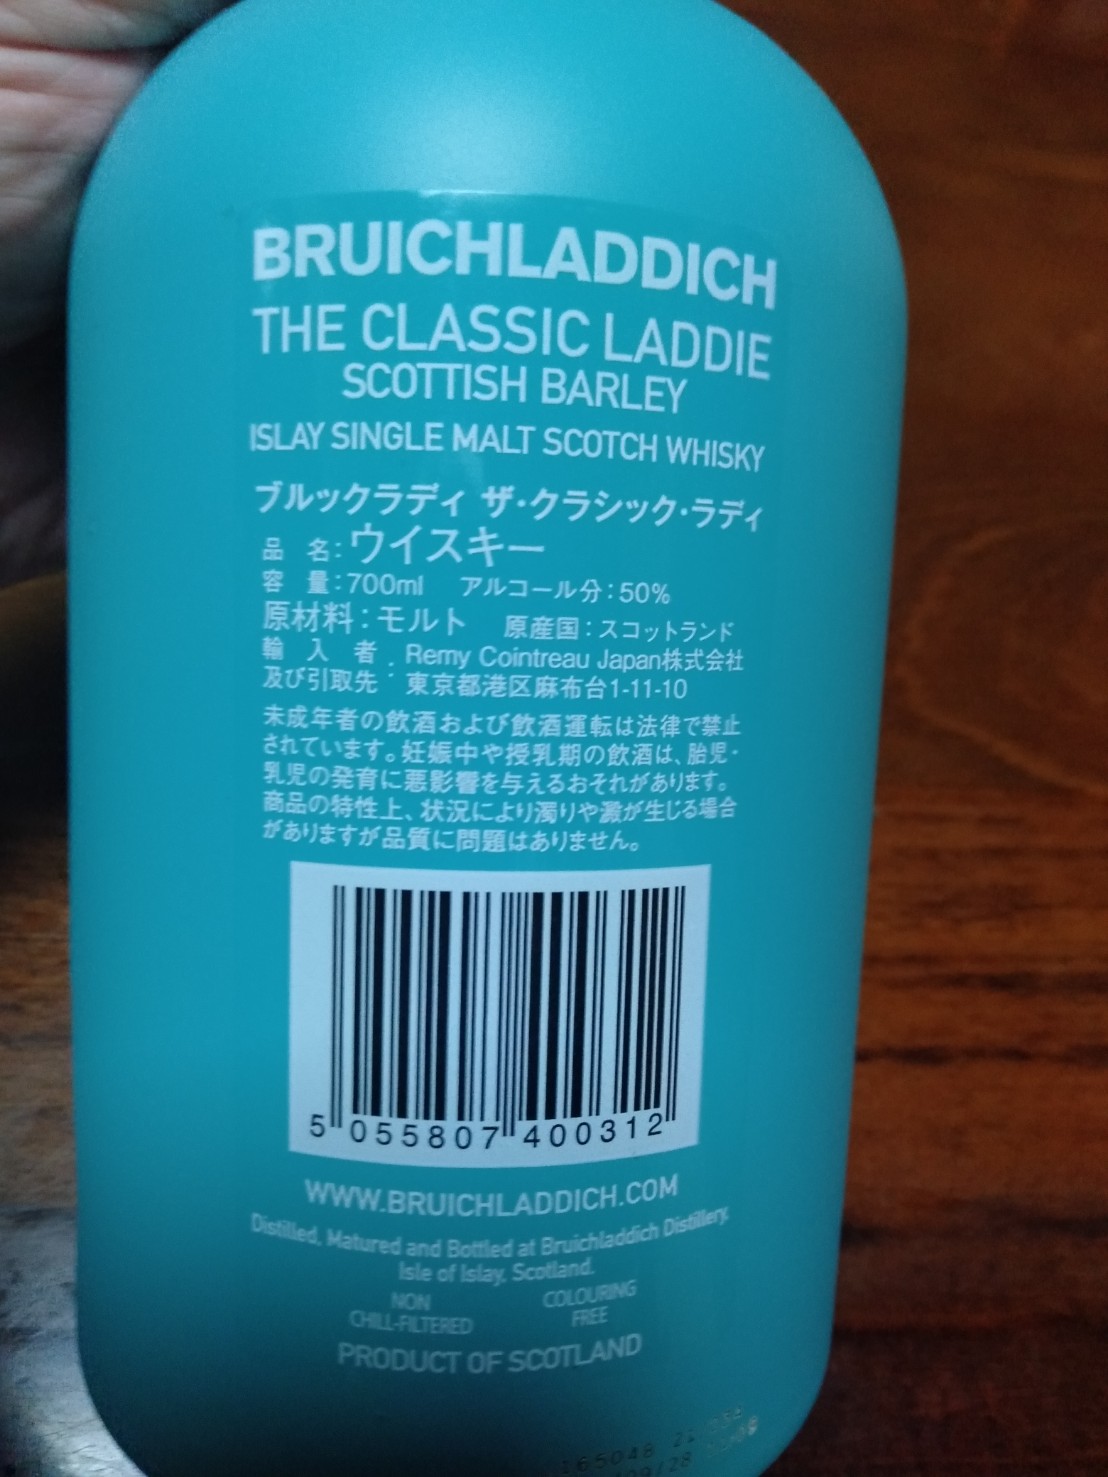 BRUICHLADDICH
THE CLASSIC LADDIE
SCOTTISH BARLEY
ISLAY SINGLE MALT SCOTCH WHISKY
ブルックラディ ザ・クラシック・ラディ
品 名:ウイスキー
容 量:700ml アルコール分:50%
原材料:モルト 原産国:スコットランド
輸入者 : Remy Cointreau Japan株式会社
及び引取先 東京都港区麻布台1-11-10
未成年者の飲酒および飲酒運転は法律で禁止
されています。妊娠中や授乳期の飲酒は、胎児・
乳児の発育に悪影響を与えるおそれがあります。
商品の特性上、状況により濁りや澱が生じる場合
がありますが品質に問題はありません。
5 055807 400312
WWW.BRUICHLADDICH.COM
Distilled, Matured and Bottled at Bruichladdich Distillery,
Isle of Islay, Scotland.
NON COLOURING
CHILL-FILTERED FREE
PRODUCT OF SCOTLAND
165048